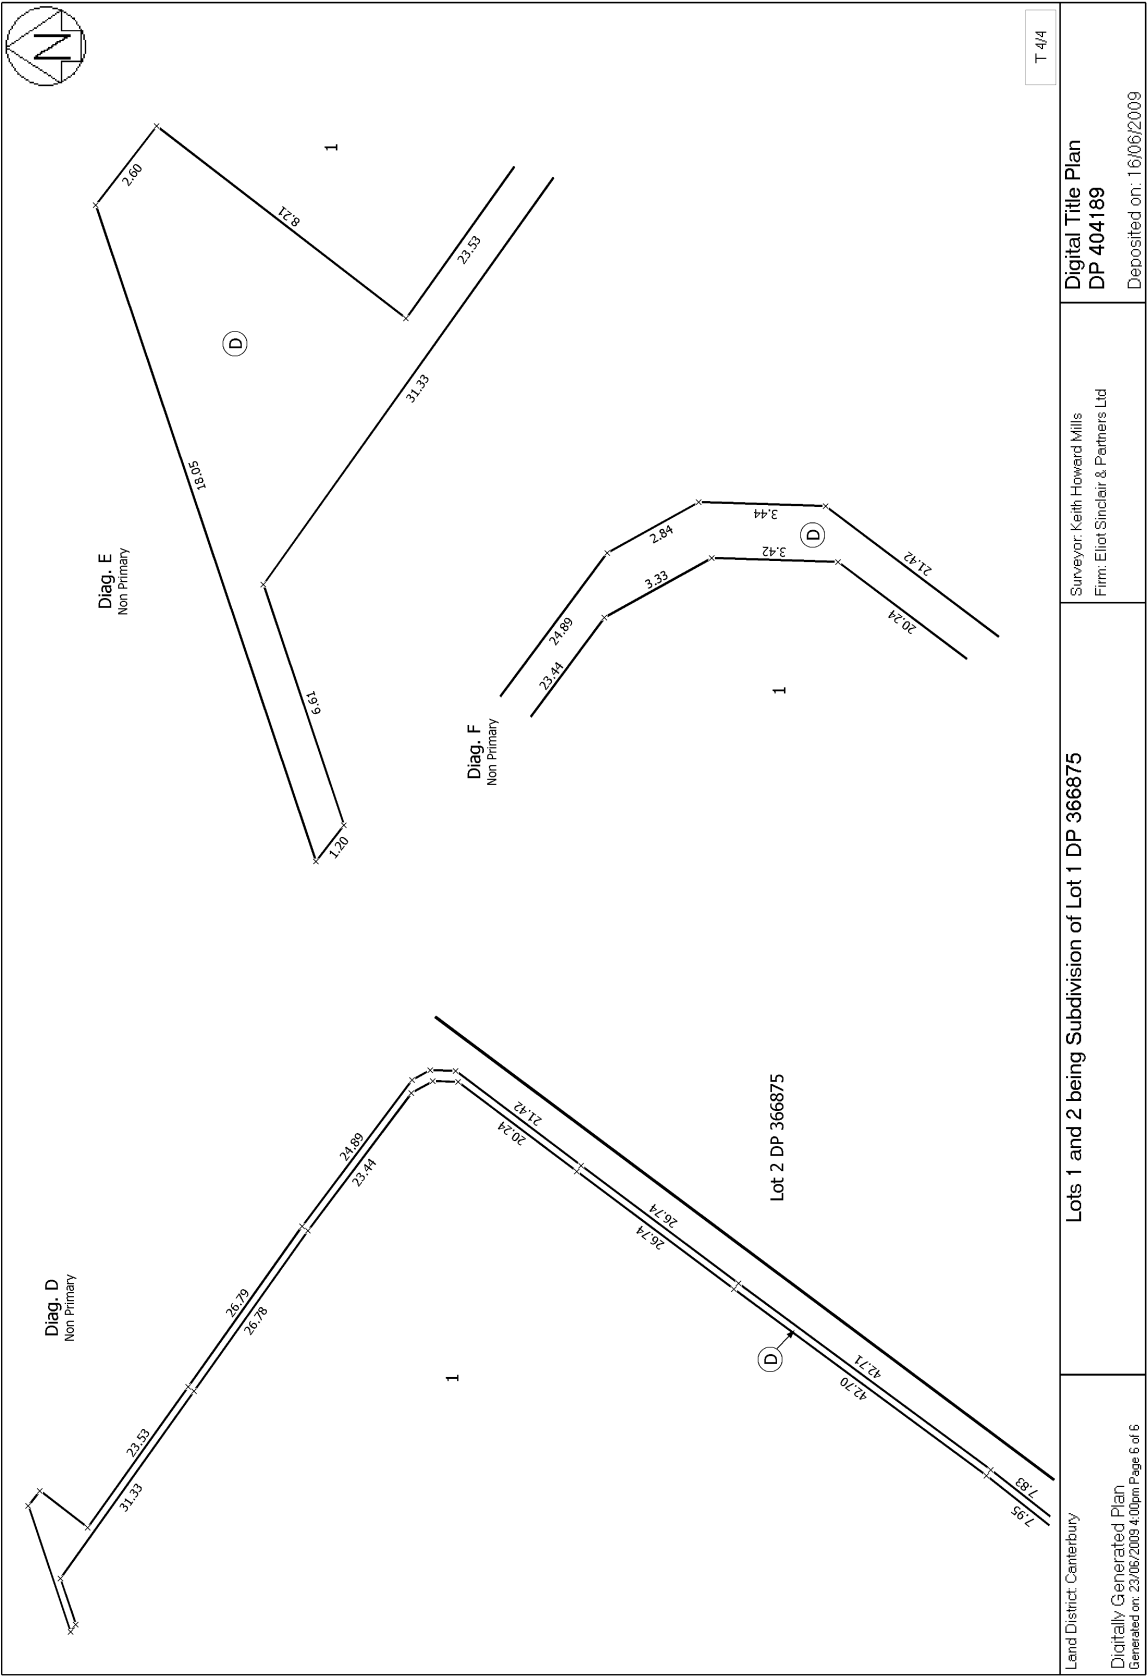 N
T 4/4
Diag. D
Non Primary
23.53
31.33
26.79
26.78
24.89
23.44
21.42
20.24
26.74
26.74
42.71
42.70
7.83
7.95
D
1
Lot 2 DP 366875
Diag. E
Non Primary
2.60
8.21
18.05
23.53
31.33
6.61
1.20
D
1
Diag. F
Non Primary
24.89
23.44
2.84
3.33
3.44
3.42
21.42
20.24
D
1
Land District: Canterbury
Digitally Generated Plan
Generated on: 23/06/2009 4:00pm Page 6 of 6
Lots 1 and 2 being Subdivision of Lot 1 DP 366875
Surveyor: Keith Howard Mills
Firm: Eliot Sinclair & Partners Ltd
Digital Title Plan
DP 404189
Deposited on: 16/06/2009